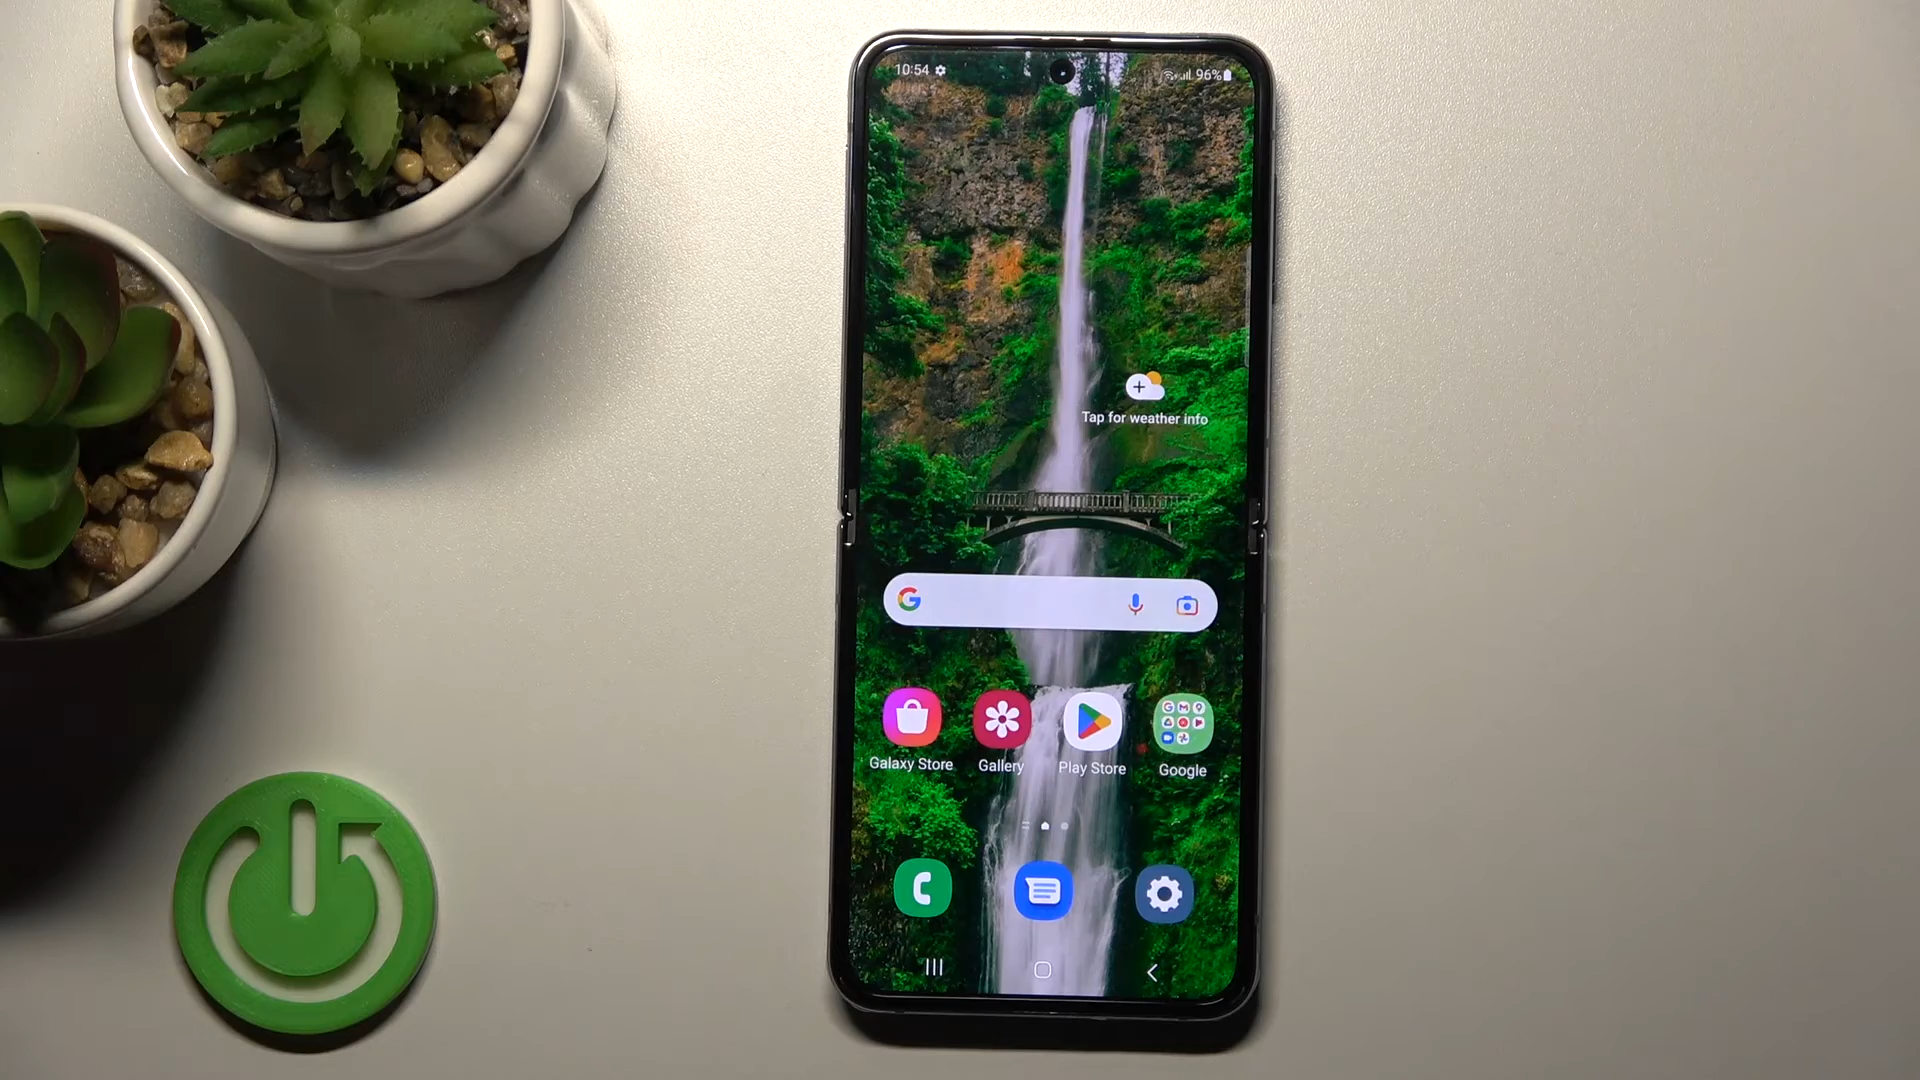 10:54
96%
Tap for weather info
Galaxy Store
Gallery
Play Store
Google